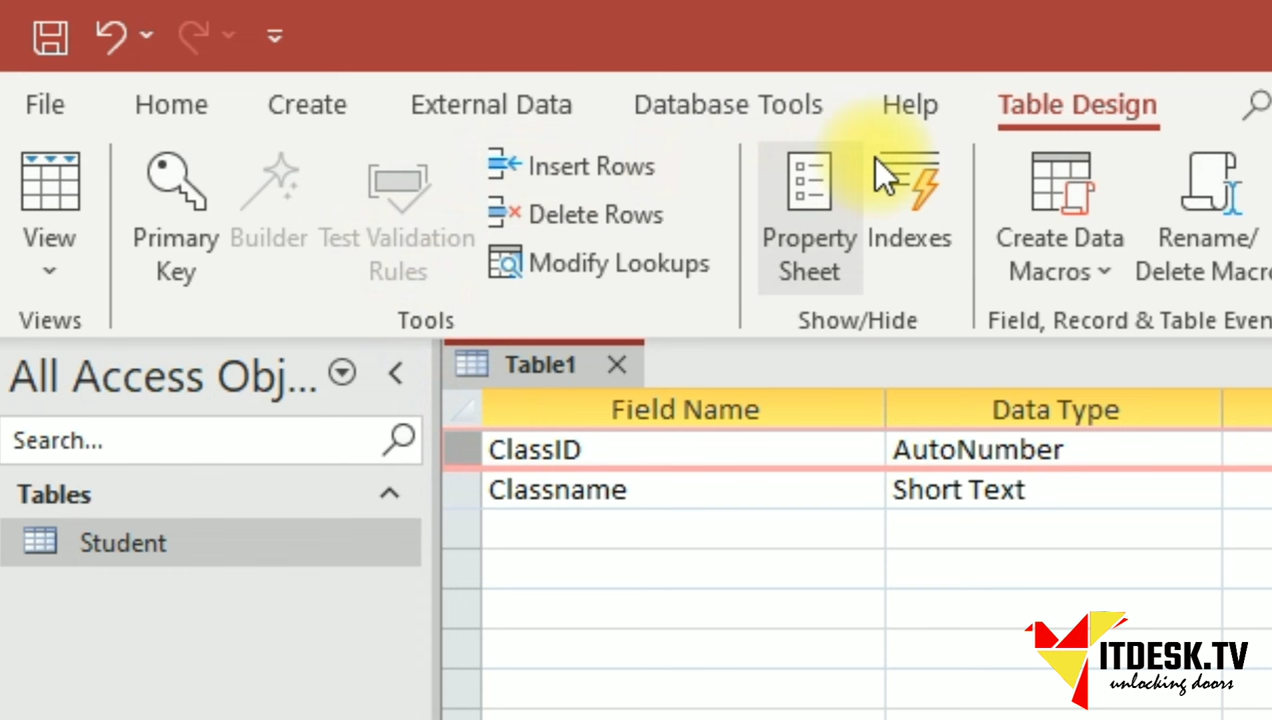 File Home Create External Data Database Tools Help Table Design
Insert Rows
Delete Rows
Modify Lookups
View Primary Builder Test Validation Property Indexes Create Data Rename/
Key Rules Sheet Macros Delete Macr
Views Tools Show/Hide Field, Record & Table Even
All Access Obj...
Table1
Field Name Data Type
Search...
ClassID AutoNumber
Tables
Classname Short Text
Student
ITDESK.TV
unlocking doors